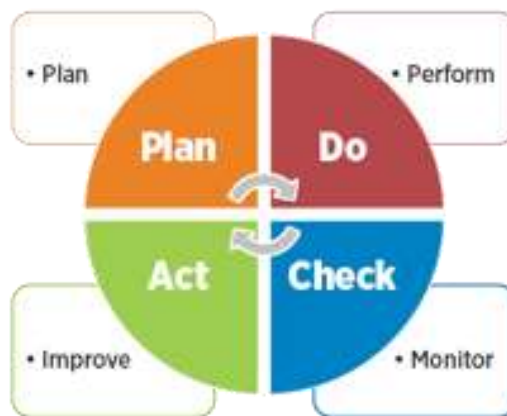 • Plan
• Perform
Plan
Do
Act
Check
• Improve
• Monitor